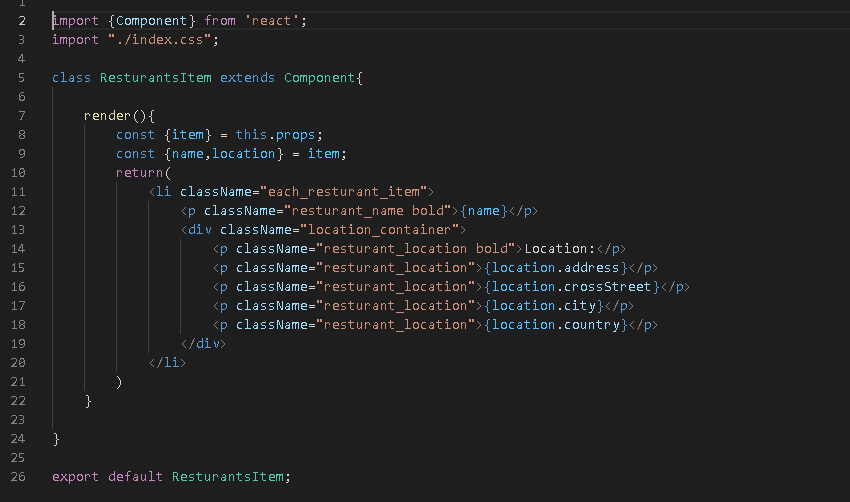 1
2 import {Component} from 'react';
3 import "./index.css";
4
5 class ResturantsItem extends Component{
6
7 render(){
8 const {item} = this.props;
9 const {name,location} = item;
10 return(
11 <li className="each_resturant_item">
12 <p className="resturant_name bold">{name}</p>
13 <div className="location_container">
14 <p className="resturant_location bold">Location:</p>
15 <p className="resturant_location">{location.address}</p>
16 <p className="resturant_location">{location.crossStreet}</p>
17 <p className="resturant_location">{location.city}</p>
18 <p className="resturant_location">{location.country}</p>
19 </div>
20 </li>
21 )
22 }
23
24 }
25
26 export default ResturantsItem;